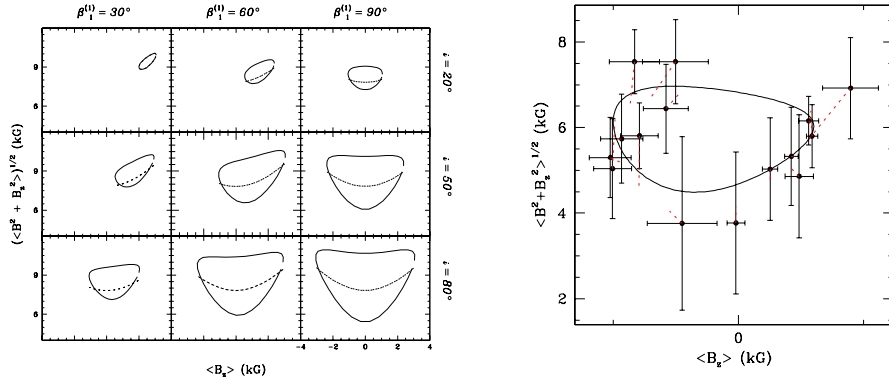 β₁⁽¹⁾ = 30° β₁⁽¹⁾ = 60° β₁⁽¹⁾ = 90°
9
6
i = 20°
9
6
i = 50°
9
6
i = 80°
(<B² + B_z²>)^1/2 (kG)
-4 -2 0 2 4
<B_z> (kG)
8
6
4
2
<B²+B_z²>^1/2 (kG)
0
<B_z> (kG)